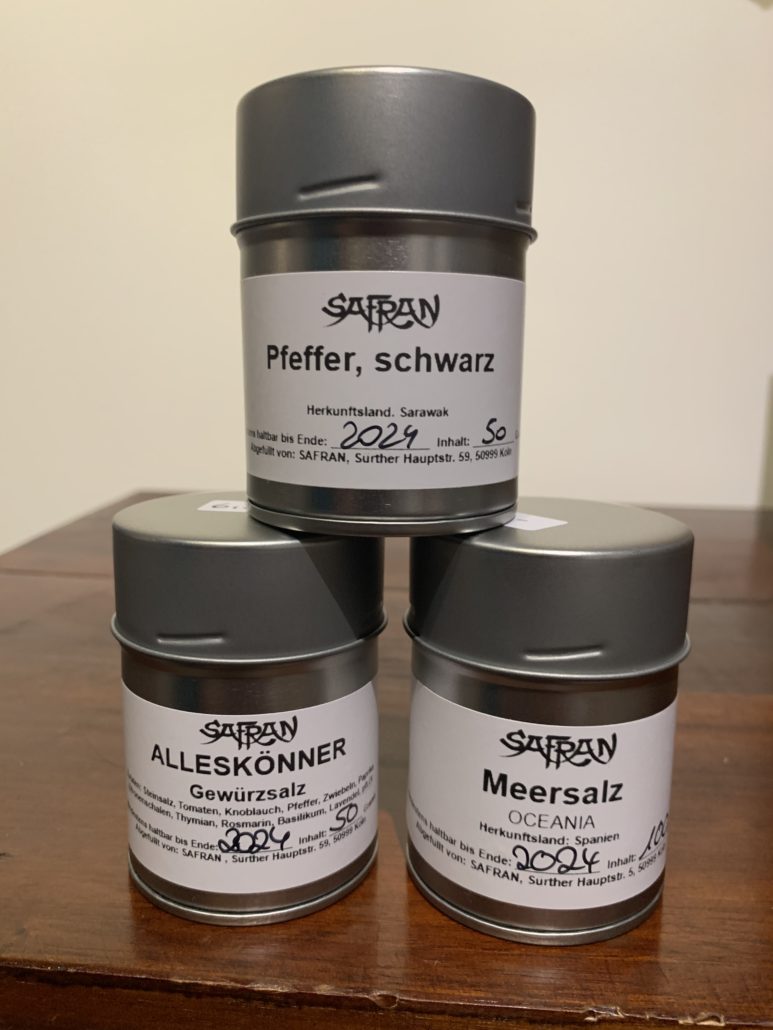 SAFRAN
Pfeffer, schwarz
Herkunftsland. Sarawak
haltbar bis Ende: 2024 Inhalt: 50
Abgefüllt von: SAFRAN, Surther Hauptstr. 59, 50999 Köln
SAFRAN
ALLESKÖNNER
Gewürzsalz
Steinsalz, Tomaten, Knoblauch, Pfeffer, Zwiebeln, Paprika
Thymian, Rosmarin, Basilikum, Lavendel,
haltbar bis Ende: 2024 Inhalt: 50
Abgefüllt von: SAFRAN , Surther Hauptstr. 59, 50999 Köln
SAFRAN
Meersalz
OCEANIA
Herkunftsland: Spanien
haltbar bis Ende: 2024 Inhalt: 100
Abgefüllt von: SAFRAN, Surther Hauptstr. 5, 50999